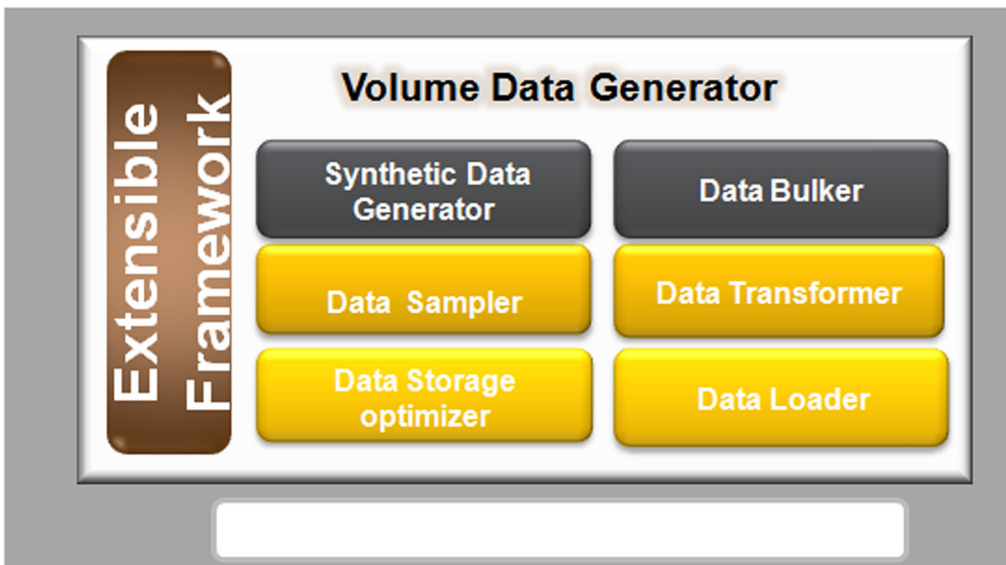 Extensible
Framework
Volume Data Generator
Synthetic Data
Generator
Data Bulker
Data Sampler
Data Transformer
Data Storage
optimizer
Data Loader